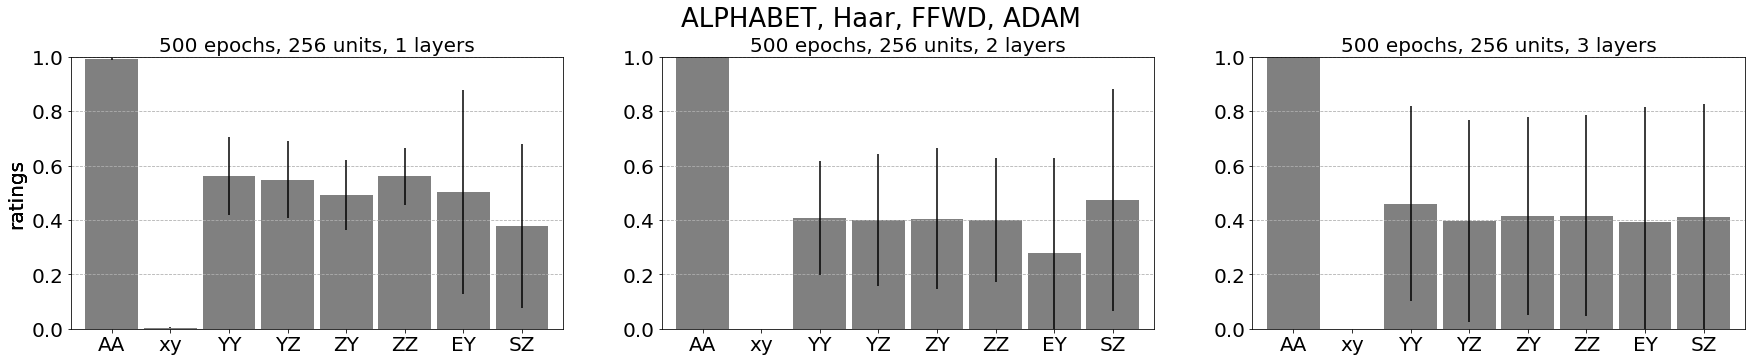 ALPHABET, Haar, FFWD, ADAM
500 epochs, 256 units, 1 layers
ratings
1.0
0.8
0.6
0.4
0.2
0.0
AA xy YY YZ ZY ZZ EY SZ
500 epochs, 256 units, 2 layers
1.0
0.8
0.6
0.4
0.2
0.0
AA xy YY YZ ZY ZZ EY SZ
500 epochs, 256 units, 3 layers
1.0
0.8
0.6
0.4
0.2
0.0
AA xy YY YZ ZY ZZ EY SZ